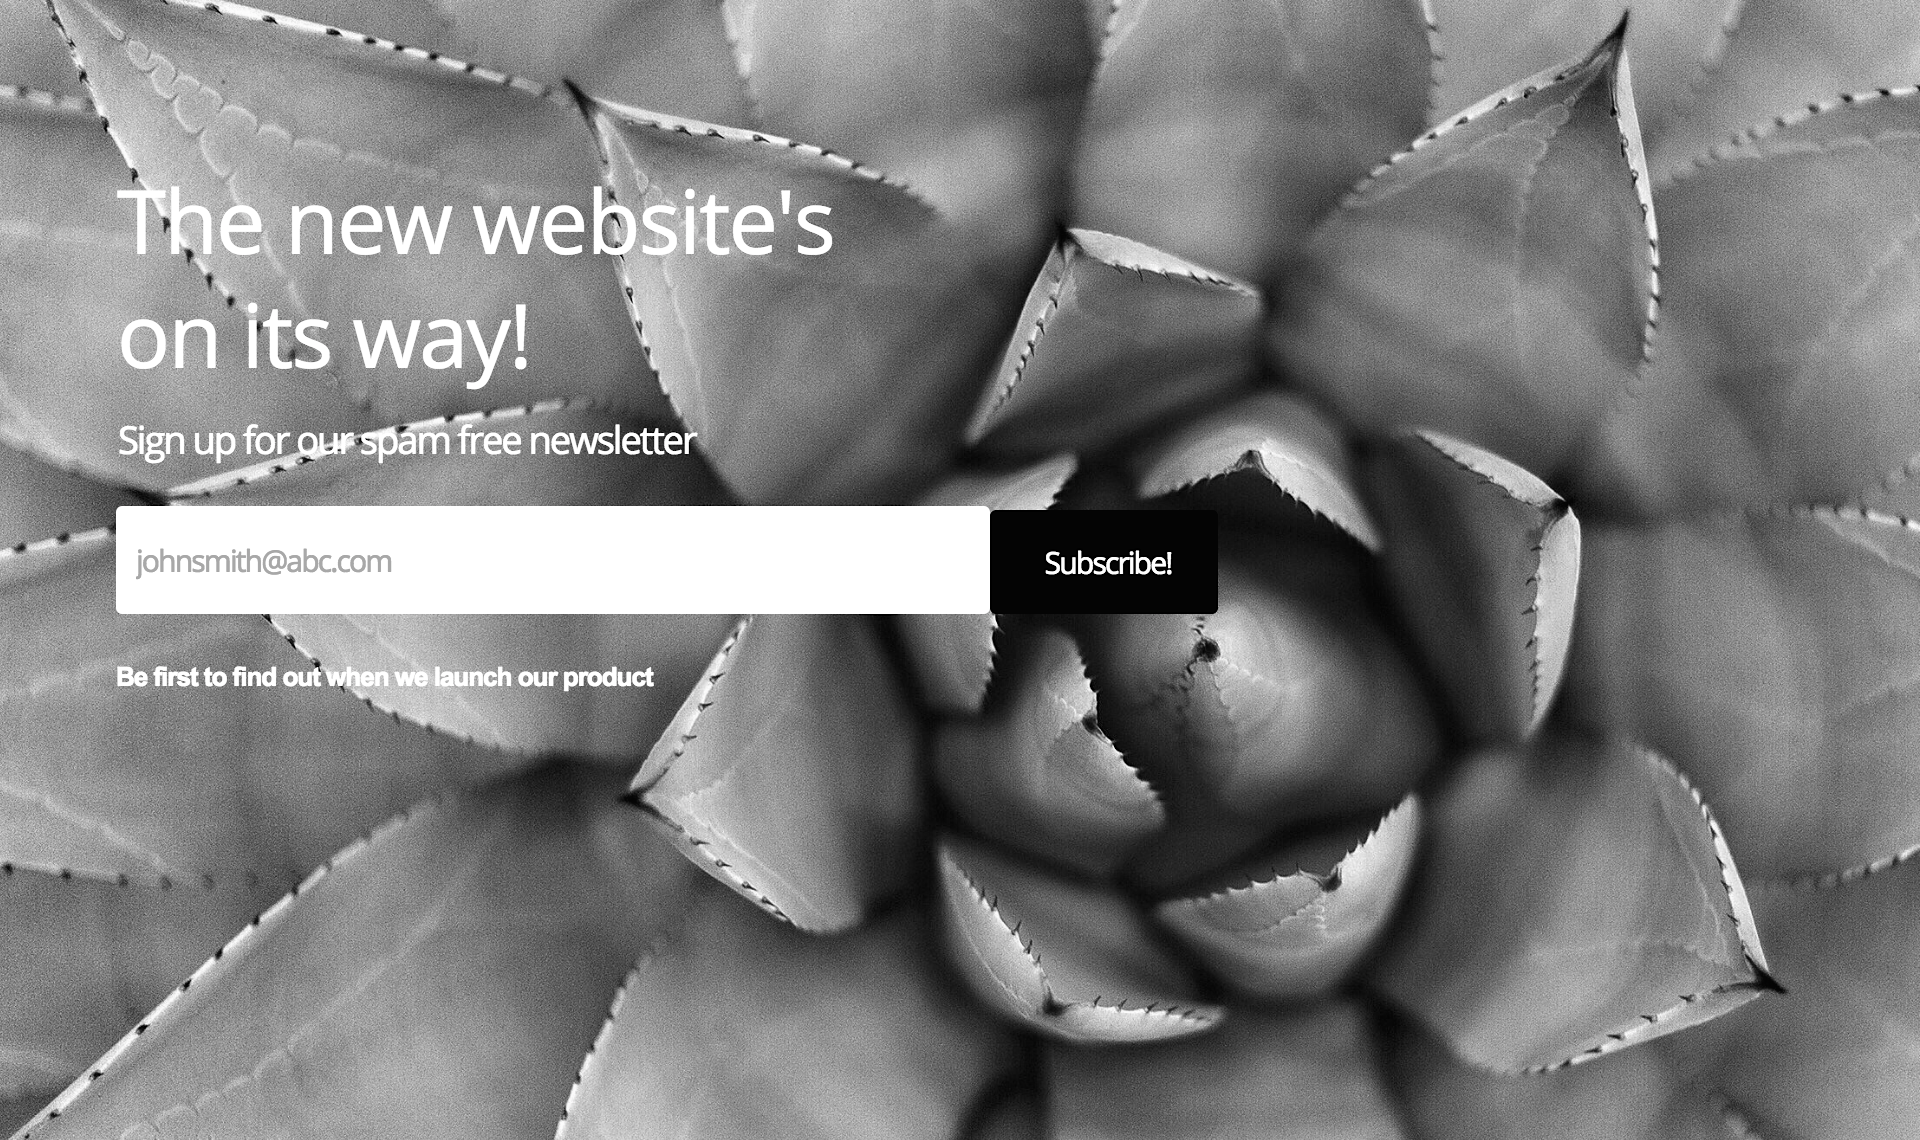 The new website's
on its way!
Sign up for our spam free newsletter
johnsmith@abc.com
Subscribe!
Be first to find out when we launch our product